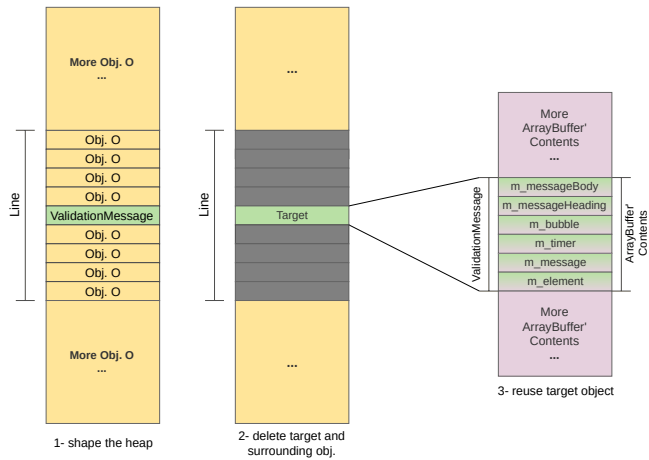 More Obj. O
...
Line
Obj. O
Obj. O
Obj. O
Obj. O
ValidationMessage
Obj. O
Obj. O
Obj. O
Obj. O
More Obj. O
...
1- shape the heap
...
Line
Target
...
2- delete target and
surrounding obj.
More
ArrayBuffer'
Contents
...
ValidationMessage
m_messageBody
m_messageHeading
m_bubble
m_timer
m_message
m_element
ArrayBuffer'
Contents
More
ArrayBuffer'
Contents
...
3- reuse target object